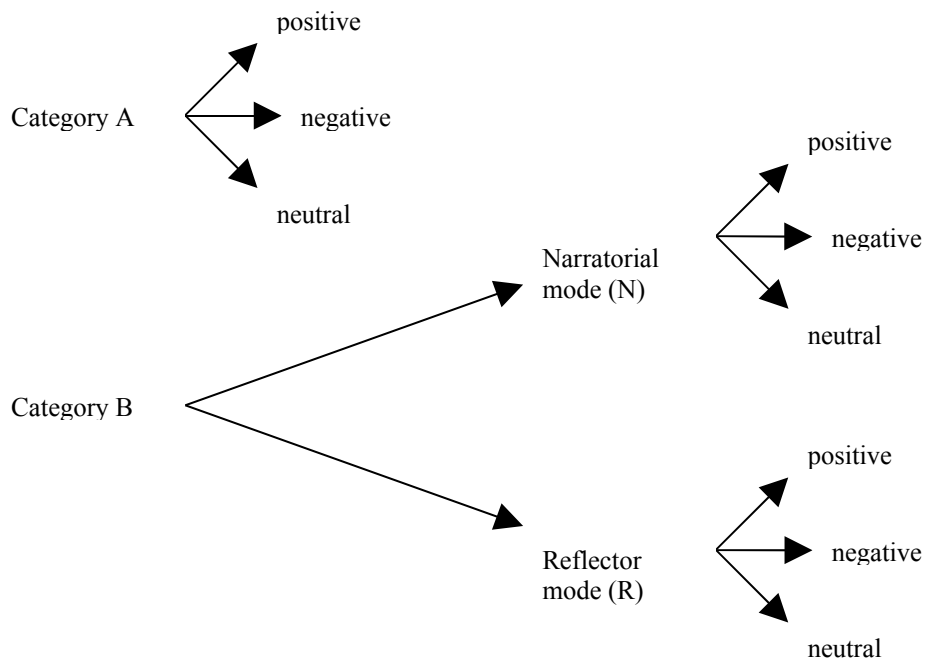 positive
Category A
negative
neutral
positive
Narratorial
mode (N)
negative
neutral
Category B
positive
Reflector
mode (R)
negative
neutral